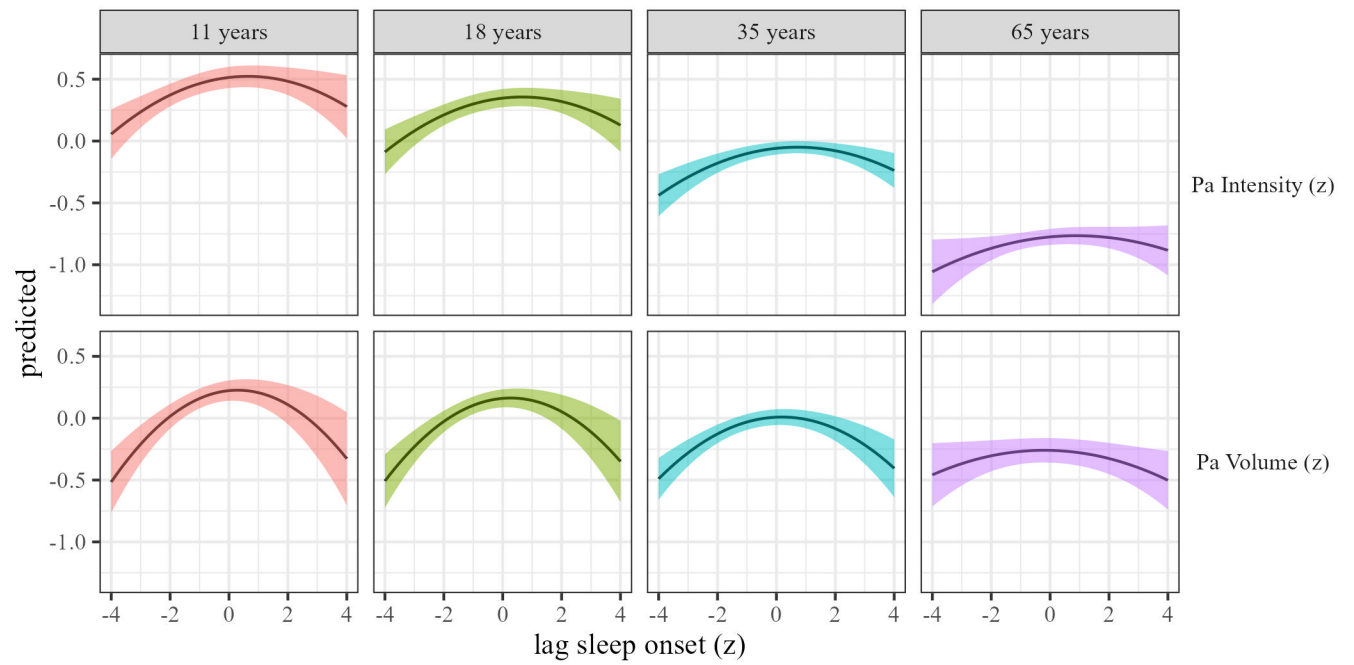 11 years 18 years 35 years 65 years
0.5
0.0
-0.5
-1.0
Pa Intensity (z)
predicted
0.5
0.0
-0.5
-1.0
Pa Volume (z)
-4 -2 0 2 4 -4 -2 0 2 4 -4 -2 0 2 4 -4 -2 0 2 4
lag sleep onset (z)